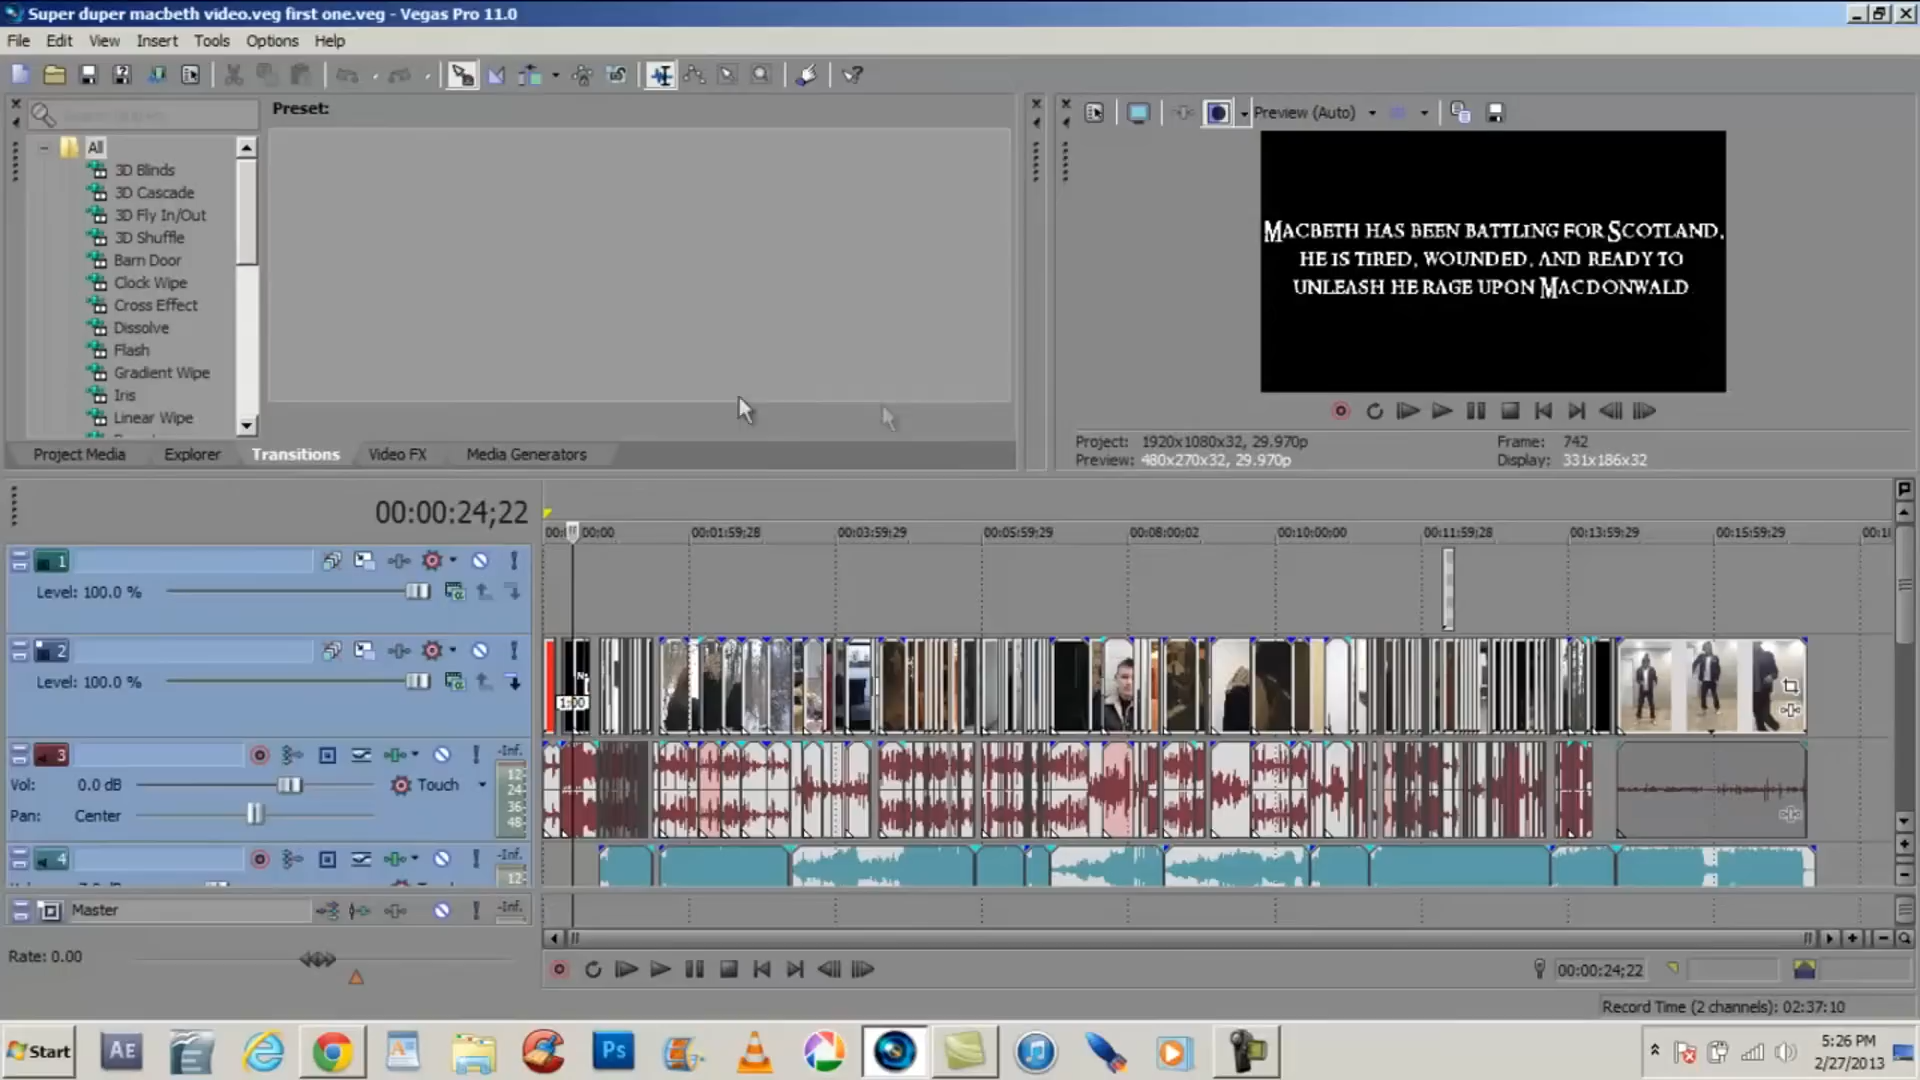 Super duper macbeth video.veg first one.veg - Vegas Pro 11.0
File Edit View Insert Tools Options Help
Preset:
Preview (Auto)
All
3D Blinds
3D Cascade
3D Fly In/Out
3D Shuffle
Barn Door
Clock Wipe
Cross Effect
Dissolve
Flash
Gradient Wipe
Iris
Linear Wipe
Macbeth has been battling for Scotland,
he is tired, wounded, and ready to
unleash he rage upon Macdonwald
Project: 1920x1080x32, 29.970p Frame: 742
Preview: 480x270x32, 29.970p Display: 331x186x32
Project Media Explorer Transitions Video FX Media Generators
00:00:24;22
00:00 00:01:59;28 00:03:59;29 00:05:59;29 00:08:00;02 00:10:00;00 00:11:59;28 00:13:59;29 00:15:59;29
1
Level: 100.0 %
2
Level: 100.0 %
1:00
3 -Inf.
Vol: 0.0 dB Touch
Pan: Center
12
24
36
48
4 -Inf.
12
Master -Inf.
Rate: 0.00
00:00:24;22
Record Time (2 channels): 02:37:10
Start AE Ps
5:26 PM
2/27/2013